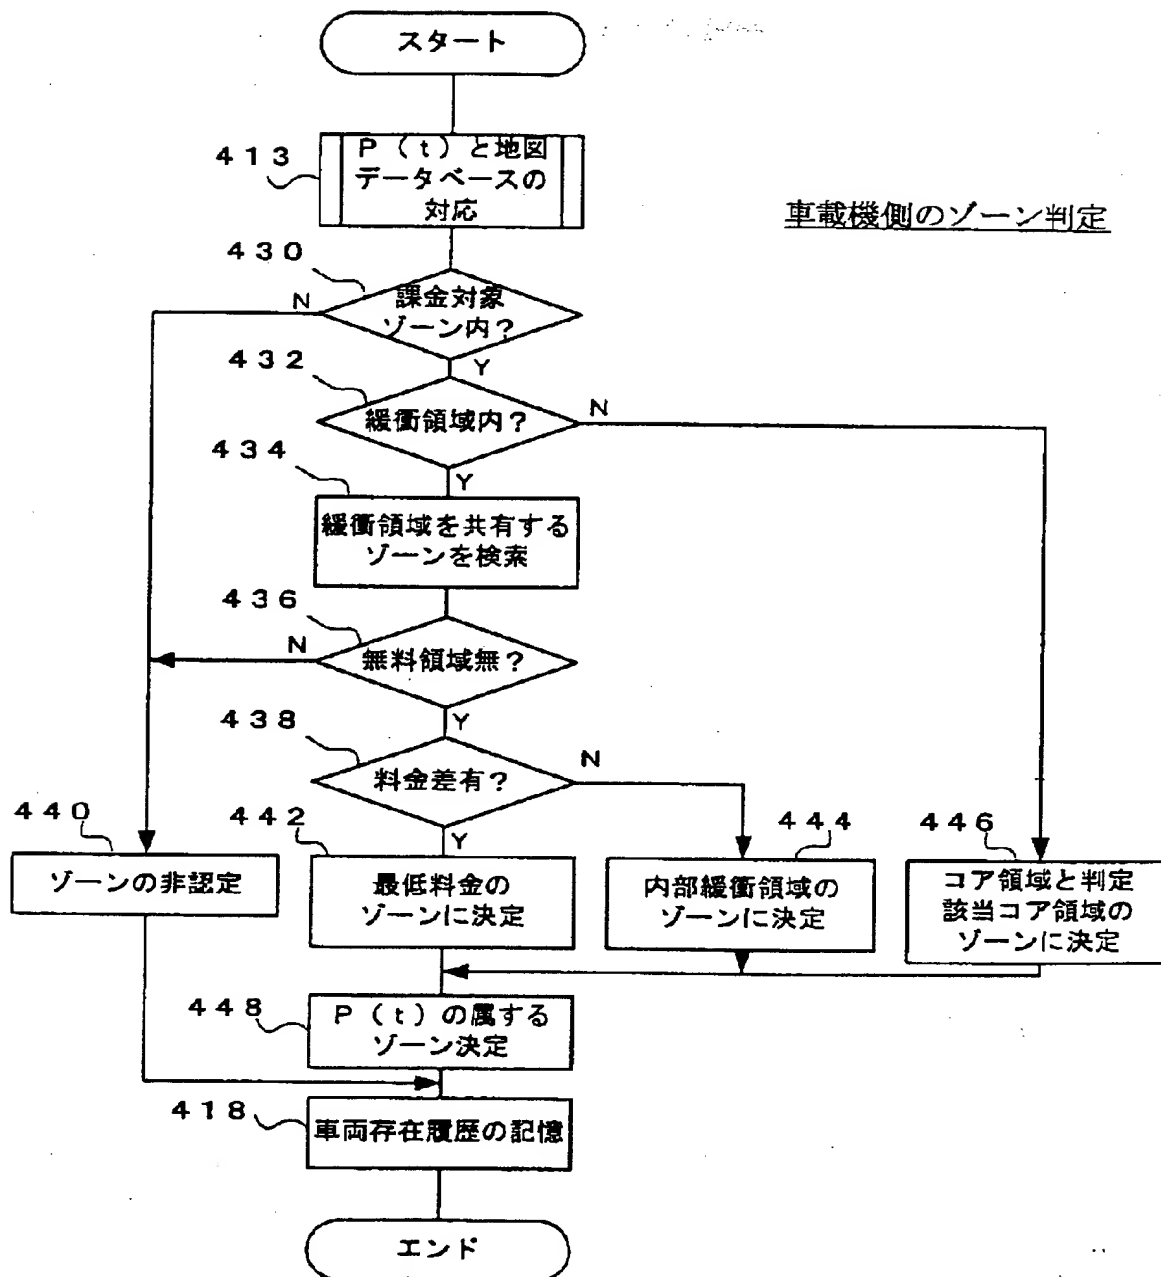 スタート
413
P(t)と地図
データベースの
対応
車載機側のゾーン判定
430
N
課金対象
ゾーン内?
Y
432
緩衝領域内?
N
434
Y
緩衝領域を共有する
ゾーンを検索
436
N
無料領域無?
Y
438
料金差有?
N
440
ゾーンの非認定
442
Y
最低料金の
ゾーンに決定
444
内部緩衝領域の
ゾーンに決定
446
コア領域と判定
該当コア領域の
ゾーンに決定
448
P(t)の属する
ゾーン決定
418
車両存在履歴の記憶
エンド